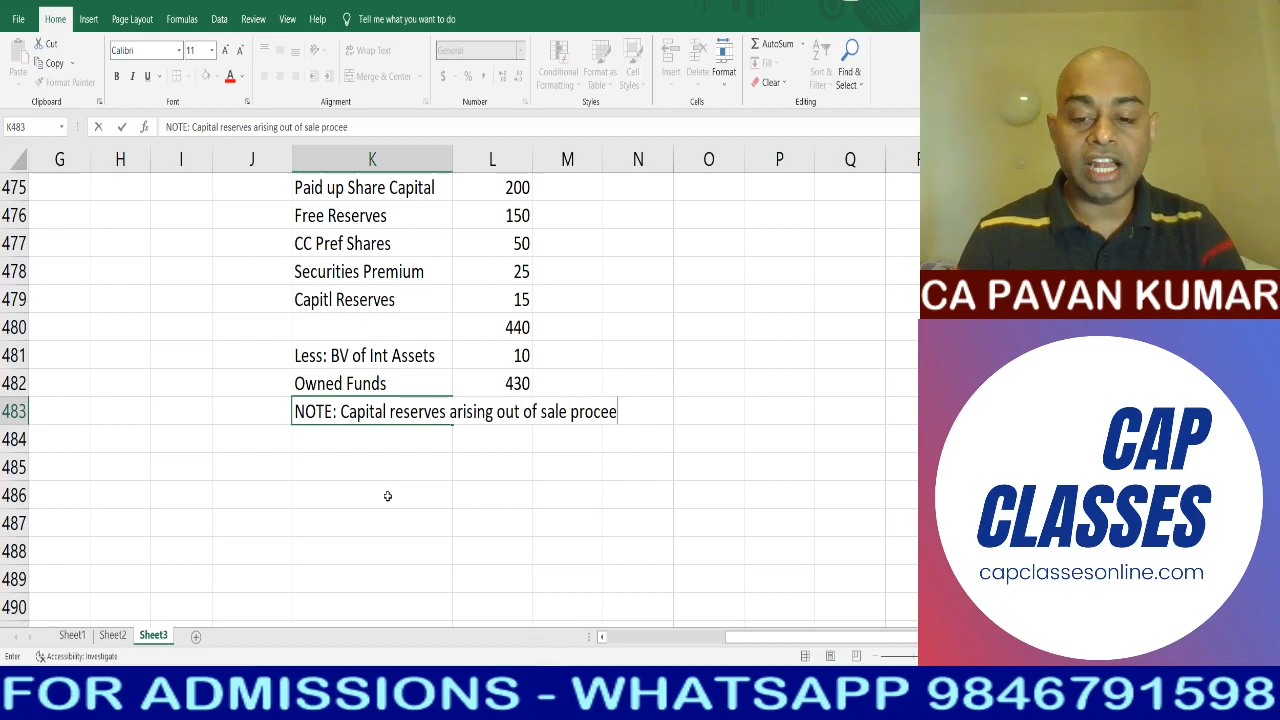 File Home Insert Page Layout Formulas Data Review View Help Tell me what you want to do
Paste
Cut
Copy
Format Painter
Clipboard
Calibri 11
B I U
Font
Wrap Text
Merge & Center
Alignment
General
Number
Conditional Formatting
Format as Table
Cell Styles
Styles
Insert Delete Format
Cells
AutoSum
Fill
Clear
Sort & Filter
Find & Select
Editing
K483 fx NOTE: Capital reserves arising out of sale procee
G H I J K L M N O P Q
475 Paid up Share Capital 200
476 Free Reserves 150
477 CC Pref Shares 50
478 Securities Premium 25
479 Capitl Reserves 15
480 440
481 Less: BV of Int Assets 10
482 Owned Funds 430
483 NOTE: Capital reserves arising out of sale procee
484
485
486
487
488
489
490
Sheet1 Sheet2 Sheet3
Enter Accessibility: Investigate
CA PAVAN KUMAR
CAP
CLASSES
capclassesonline.com
FOR ADMISSIONS - WHATSAPP 9846791598